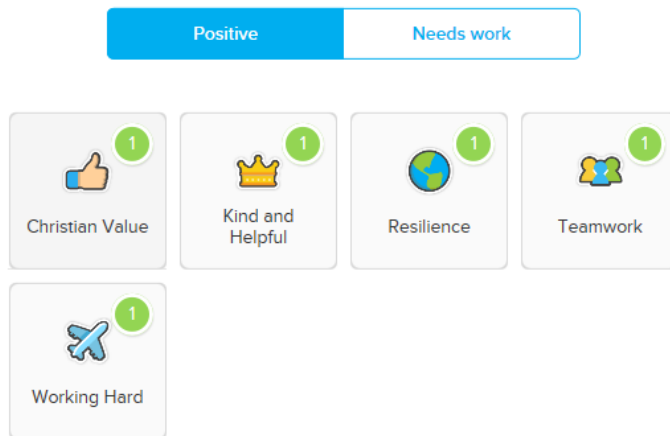 Positive
Needs work
1
Christian Value
1
Kind and
Helpful
1
Resilience
1
Teamwork
1
Working Hard